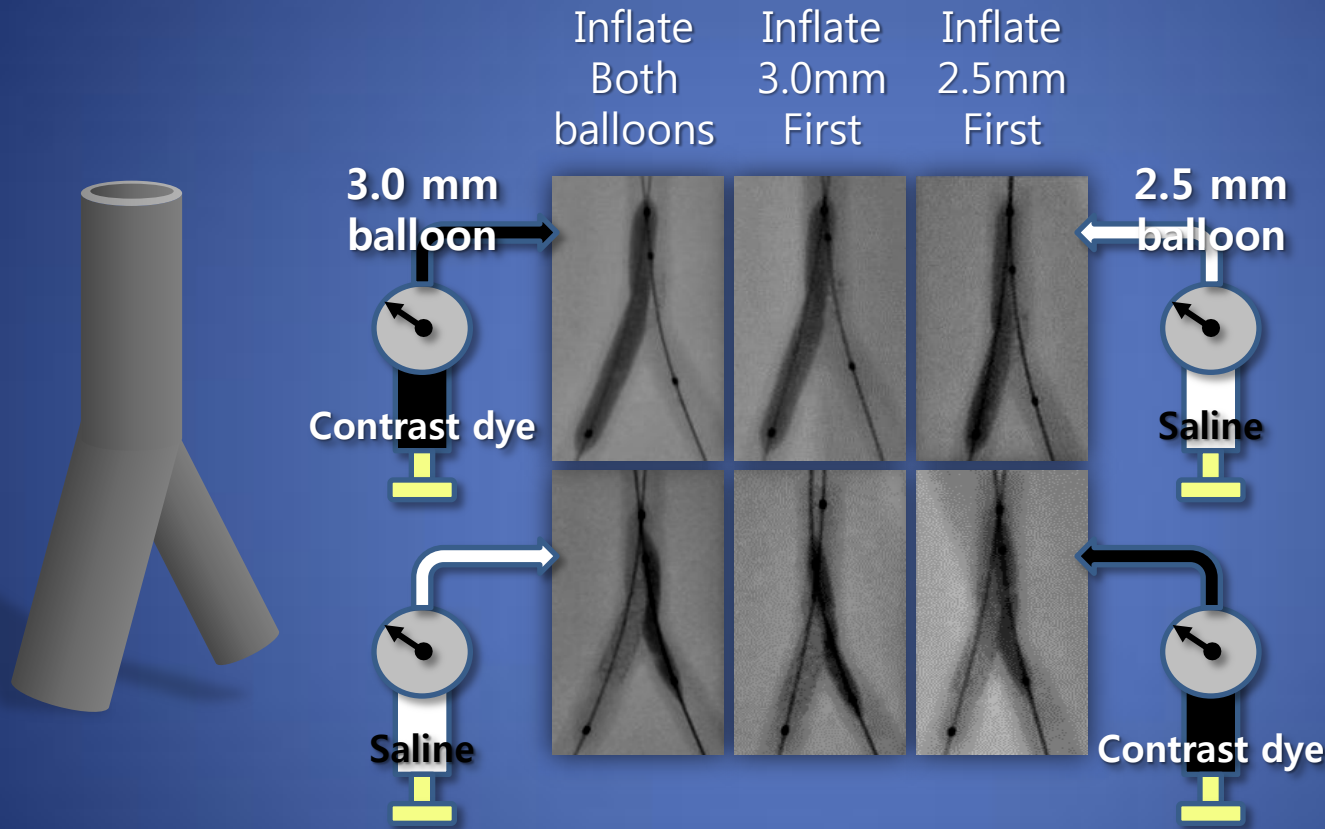 Inflate
Both
balloons
Inflate
3.0mm
First
Inflate
2.5mm
First
3.0 mm
balloon
2.5 mm
balloon
Contrast dye
Saline
Saline
Contrast dye